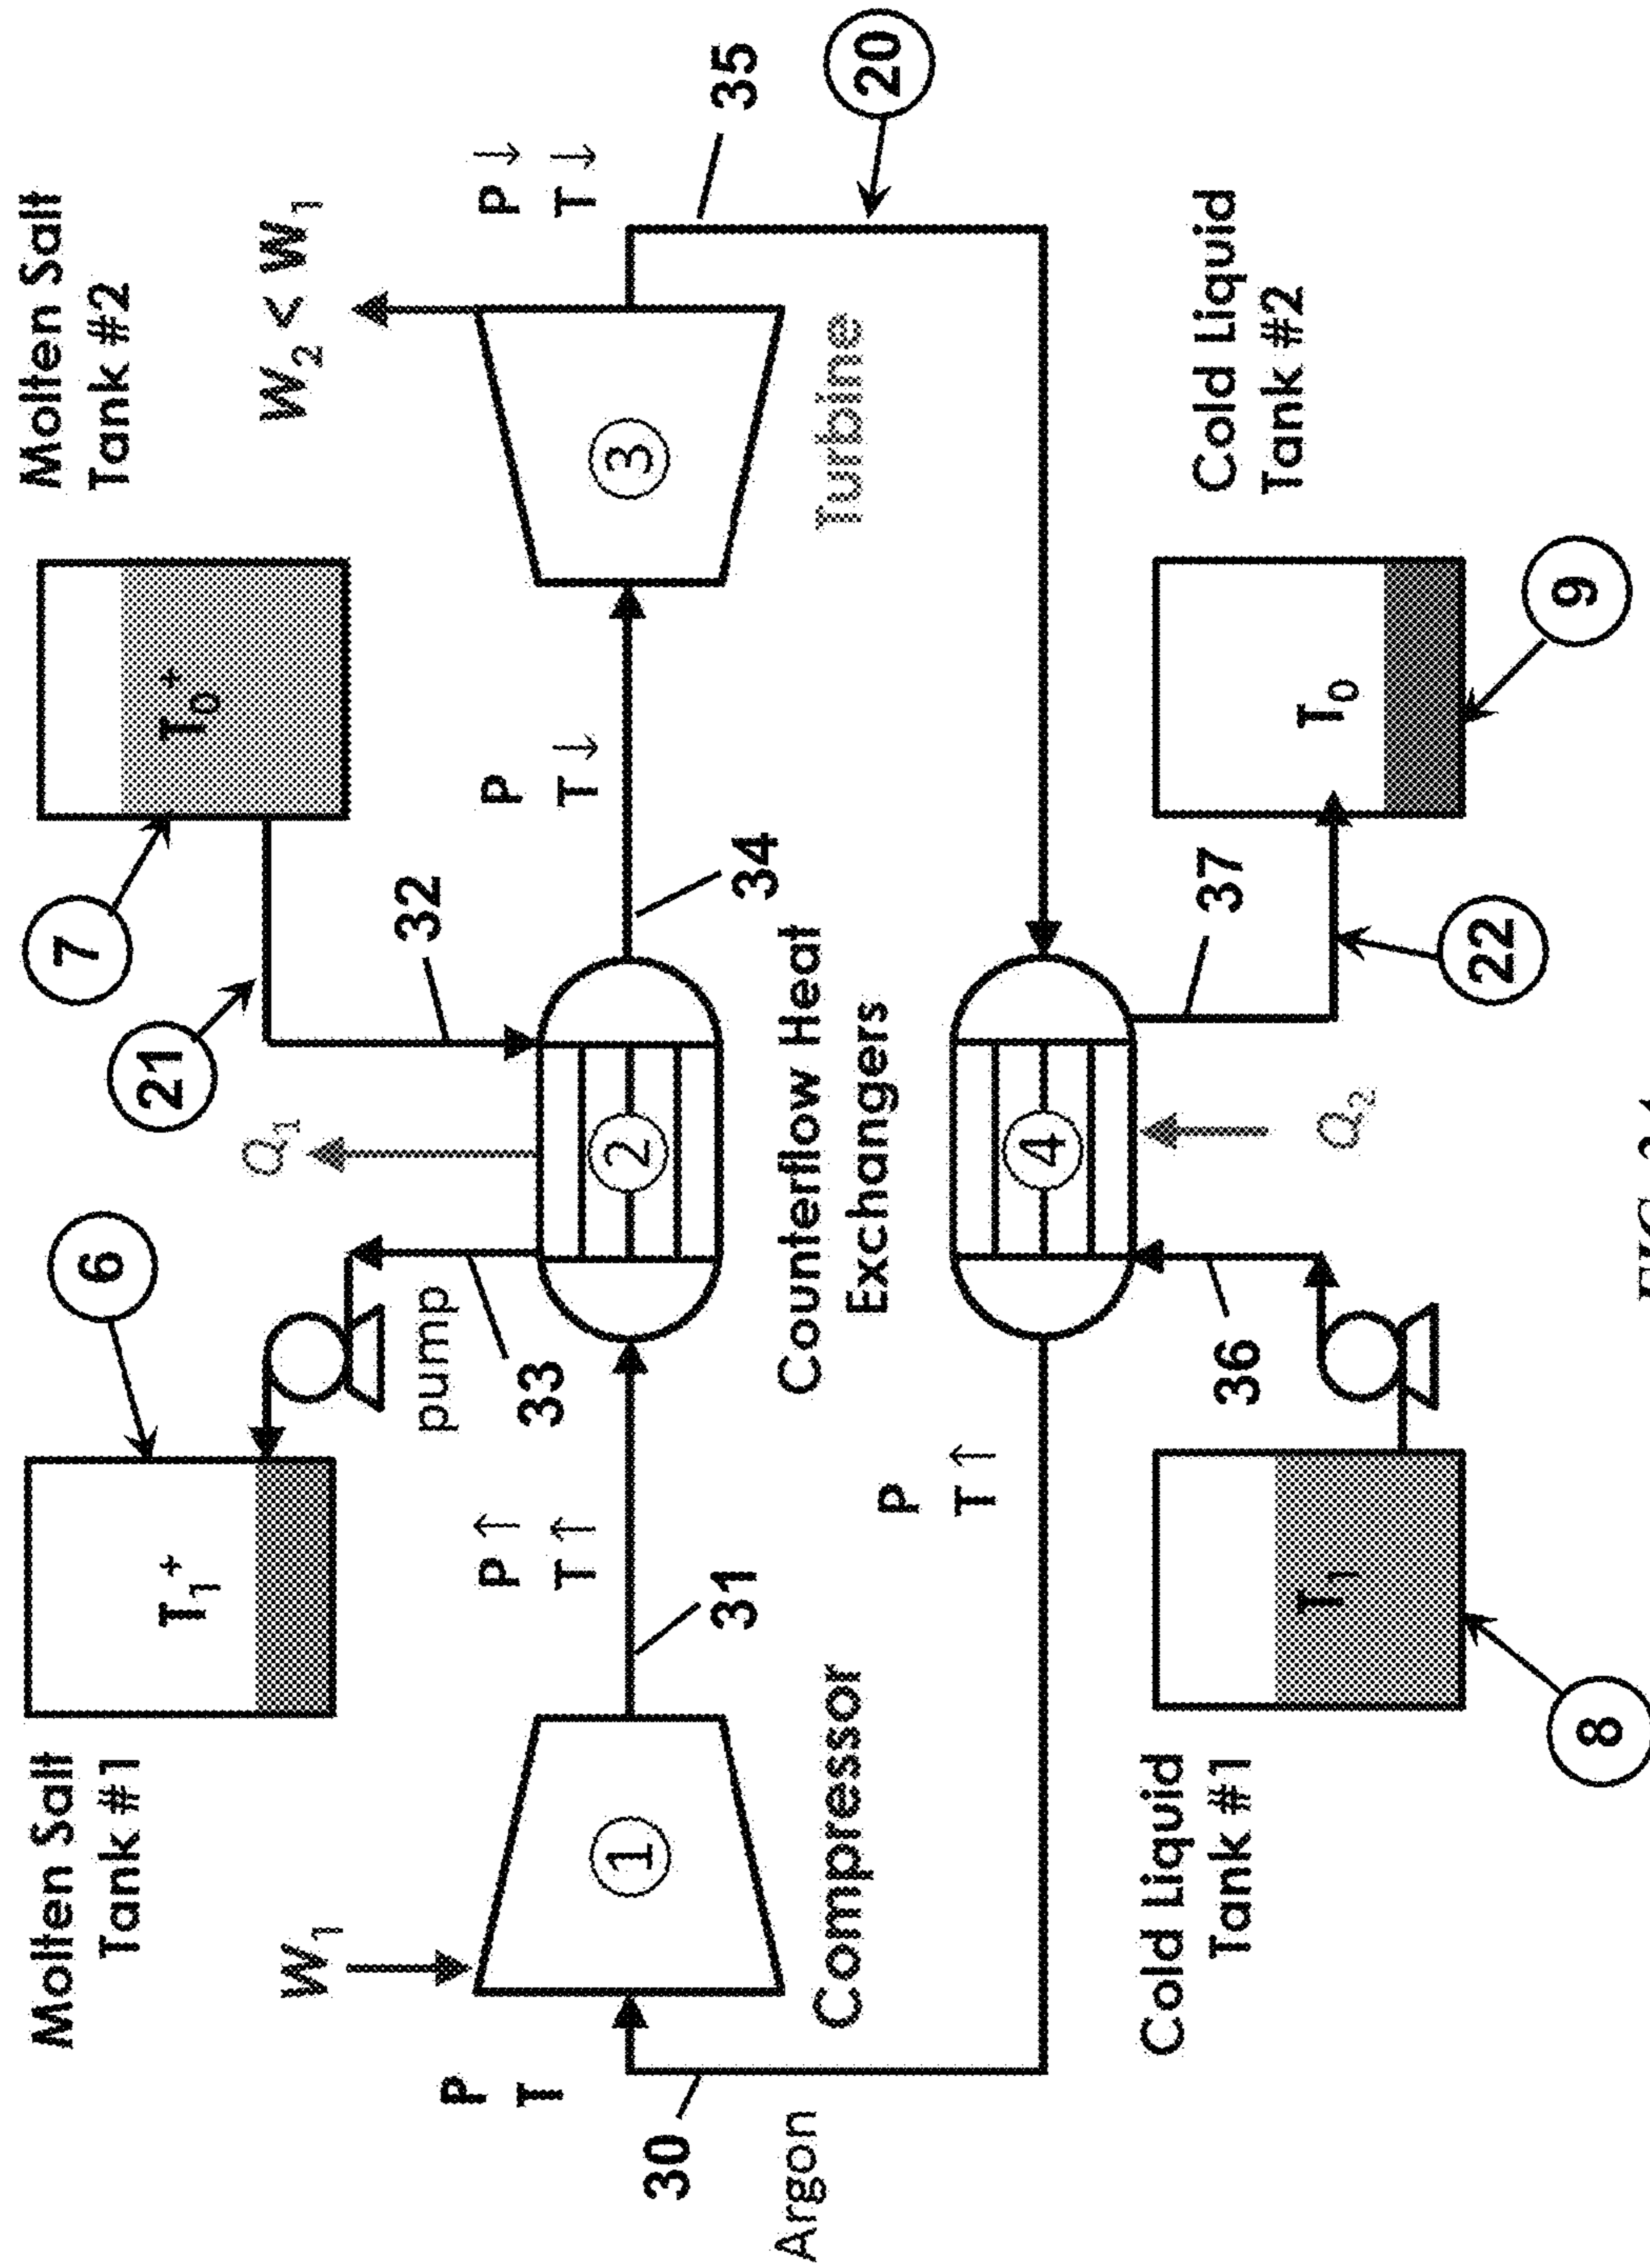 Molten Salt
Tank #1
6
21
7
Molten Salt
Tank #2
T1+
T0+
W1
Q1
W2 < W1
pump
33
32
P
T
P↑
T↑
P
T↓
P↓
T↓
1
2
3
30
31
34
35
Argon
Compressor
Counterflow Heat
Exchangers
Turbine
20
P
T↑
4
36
37
Cold Liquid
Tank #1
T1
Q2
T0
Cold Liquid
Tank #2
8
22
9